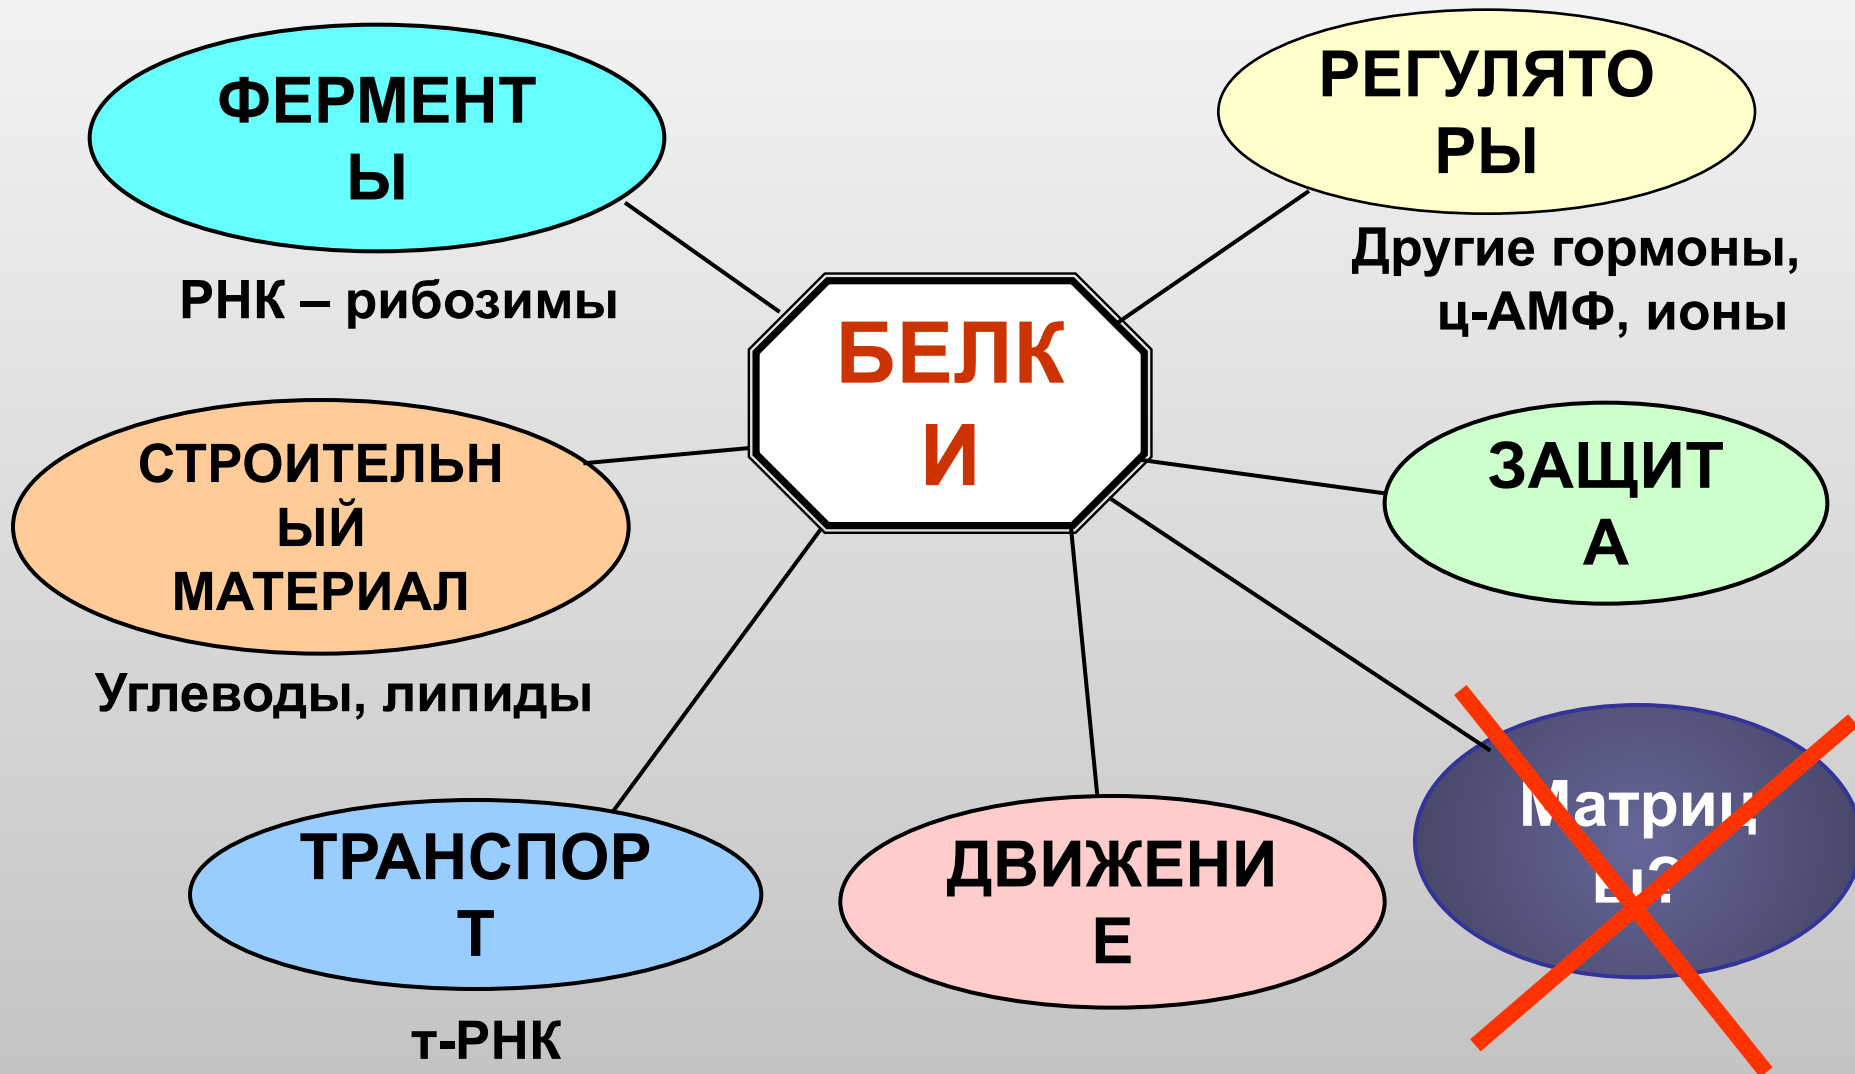 ФЕРМЕНТ
Ы
РНК – рибозимы
РЕГУЛЯТО
РЫ
Другие гормоны,
ц-АМФ, ионы
БЕЛК
И
СТРОИТЕЛЬН
ЫЙ
МАТЕРИАЛ
Углеводы, липиды
ЗАЩИТ
А
ТРАНСПОР
Т
т-РНК
ДВИЖЕНИ
Е
Матриц
ы?